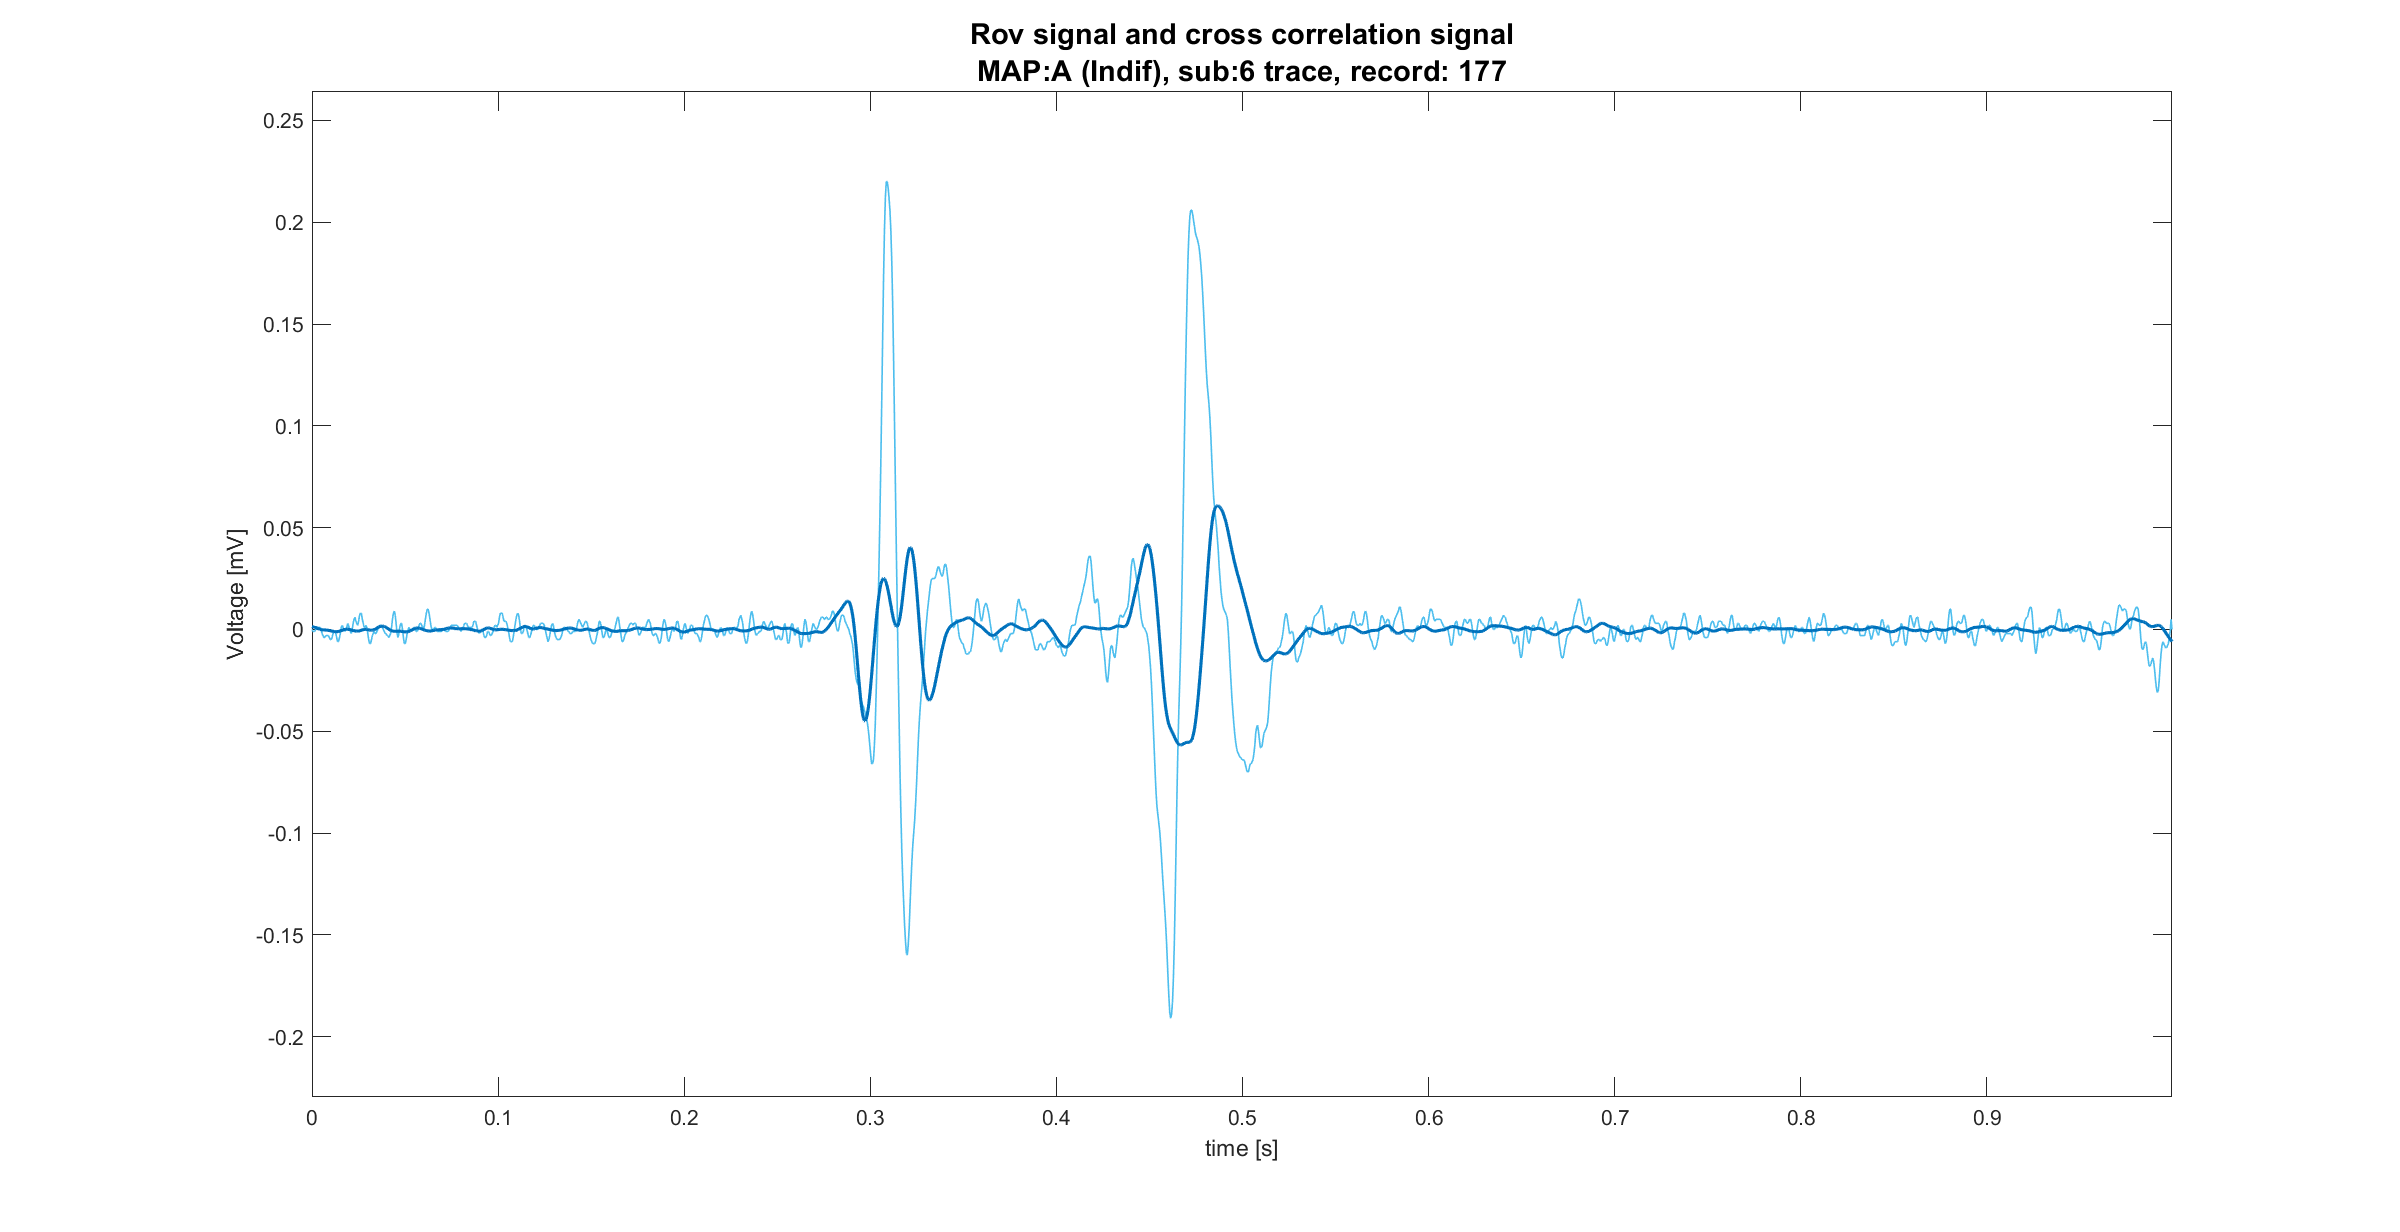 Rov signal and cross correlation signal
MAP:A (Indif), sub:6 trace, record: 177
0.25
0.2
0.15
0.1
0.05
0
-0.05
-0.1
-0.15
-0.2
Voltage [mV]
0 0.1 0.2 0.3 0.4 0.5 0.6 0.7 0.8 0.9
time [s]